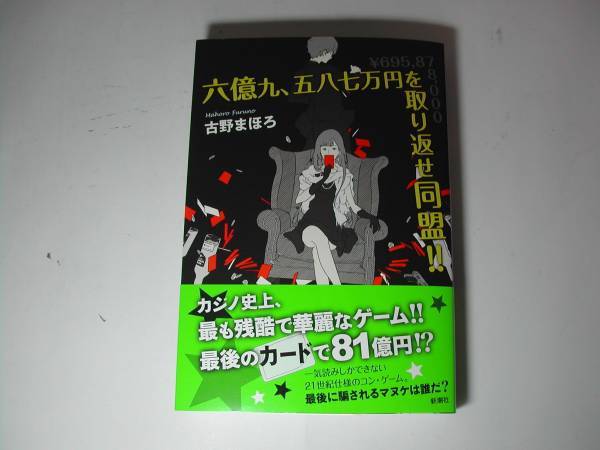 ¥695,878,000
六億九、五八七万円を取り返せ同盟!!
Mahoro Furuno
古野まほろ
カジノ史上、
最も残酷で華麗なゲーム!!
最後のカードで81億円!?
一気読みしかできない
21世紀仕様のコン・ゲーム。
最後に騙されるマヌケは誰だ?
新潮社